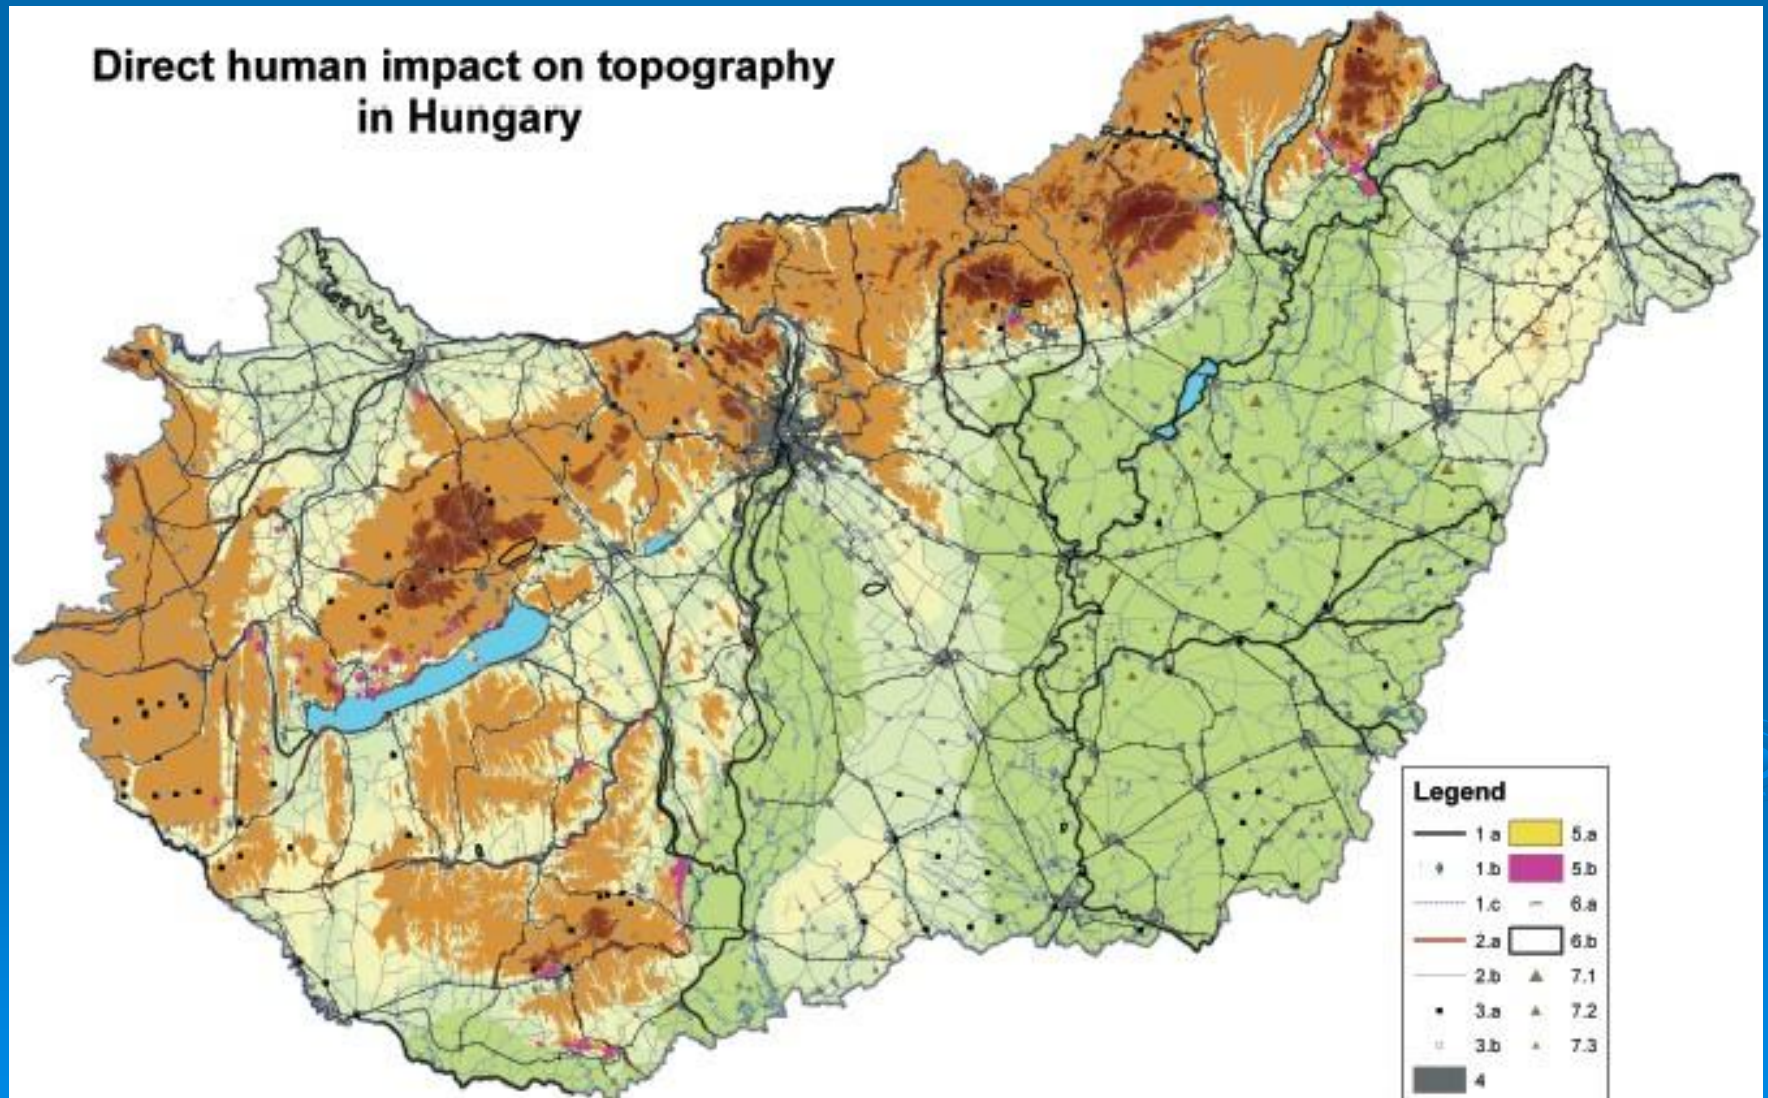 Direct human impact on topography
in Hungary
Legend
1.a 5.a
1.b 5.b
1.c 6.a
2.a 6.b
2.b 7.1
3.a 7.2
3.b 7.3
4